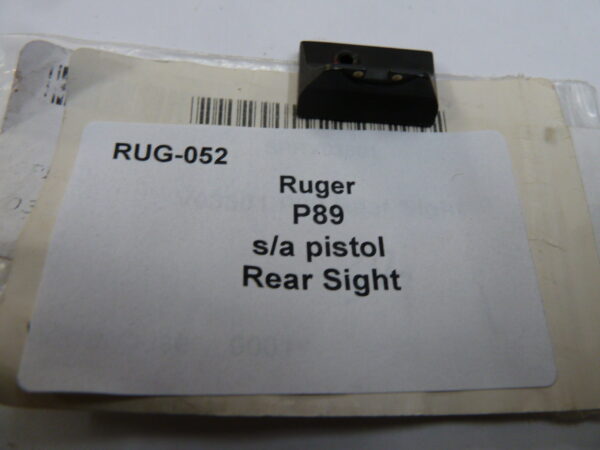 RUG-052
Ruger
P89
s/a pistol
Rear Sight